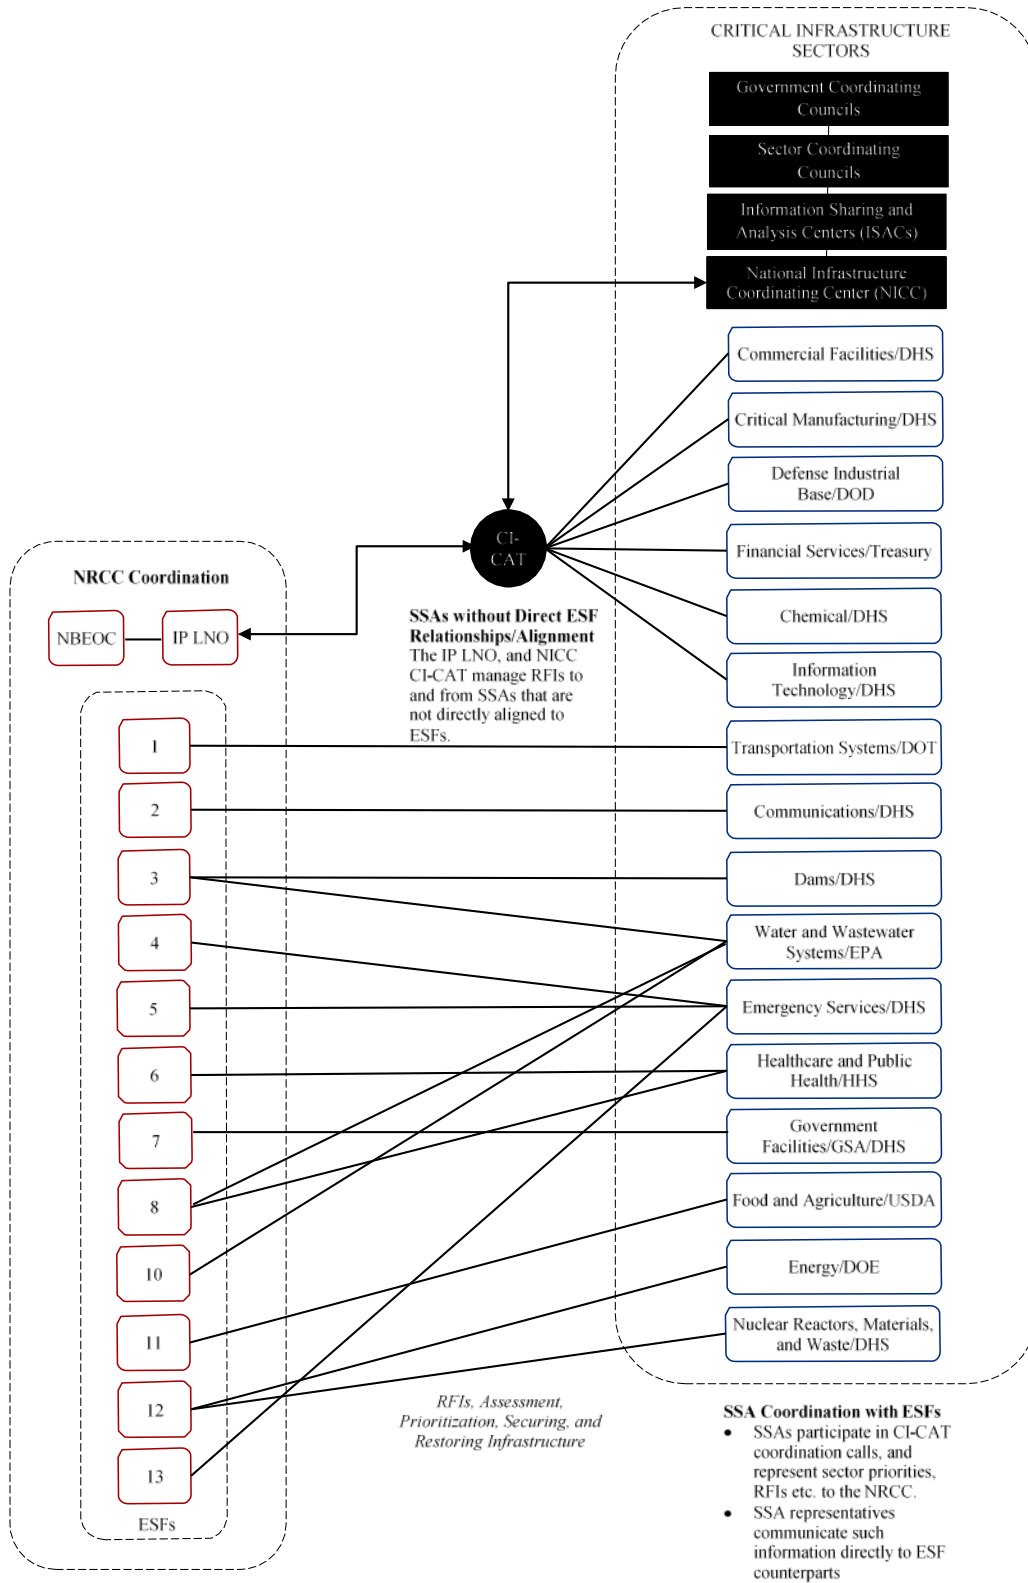 CRITICAL INFRASTRUCTURE
SECTORS
Government Coordinating
Councils
Sector Coordinating
Councils
Information Sharing and
Analysis Centers (ISACs)
National Infrastructure
Coordinating Center (NICC)
Commercial Facilities/DHS
Critical Manufacturing/DHS
Defense Industrial
Base/DOD
Financial Services/Treasury
Chemical/DHS
Information
Technology/DHS
Transportation Systems/DOT
Communications/DHS
Dams/DHS
Water and Wastewater
Systems/EPA
Emergency Services/DHS
Healthcare and Public
Health/HHS
Government
Facilities/GSA/DHS
Food and Agriculture/USDA
Energy/DOE
Nuclear Reactors, Materials,
and Waste/DHS
CI-
CAT
SSAs without Direct ESF
Relationships/Alignment
The IP LNO, and NICC
CI-CAT manage RFIs to
and from SSAs that are
not directly aligned to
ESFs.
NRCC Coordination
NBEOC
IP LNO
1
2
3
4
5
6
7
8
10
11
12
13
ESFs
RFIs, Assessment,
Prioritization, Securing, and
Restoring Infrastructure
SSA Coordination with ESFs
• SSAs participate in CI-CAT
coordination calls, and
represent sector priorities,
RFIs etc. to the NRCC.
• SSA representatives
communicate such
information directly to ESF
counterparts